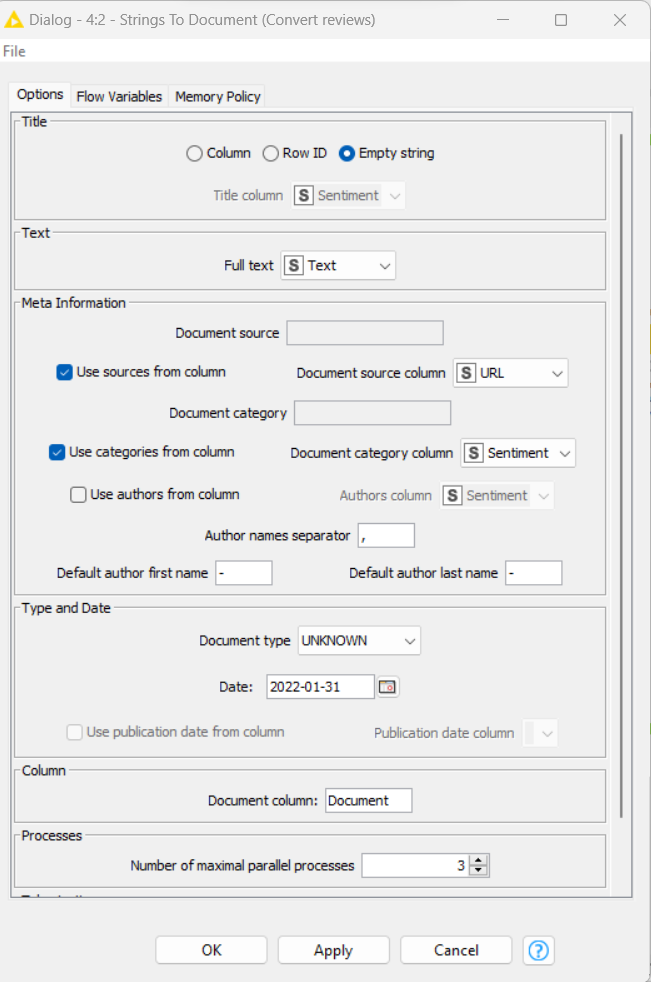 Dialog - 4:2 - Strings To Document (Convert reviews)
File
Options Flow Variables Memory Policy
Title
Column Row ID Empty string
Title column S Sentiment
Text
Full text S Text
Meta Information
Document source
Use sources from column Document source column S URL
Document category
Use categories from column Document category column S Sentiment
Use authors from column Authors column S Sentiment
Author names separator ,
Default author first name - Default author last name -
Type and Date
Document type UNKNOWN
Date: 2022-01-31
Use publication date from column Publication date column
Column
Document column: Document
Processes
Number of maximal parallel processes 3
OK Apply Cancel ?